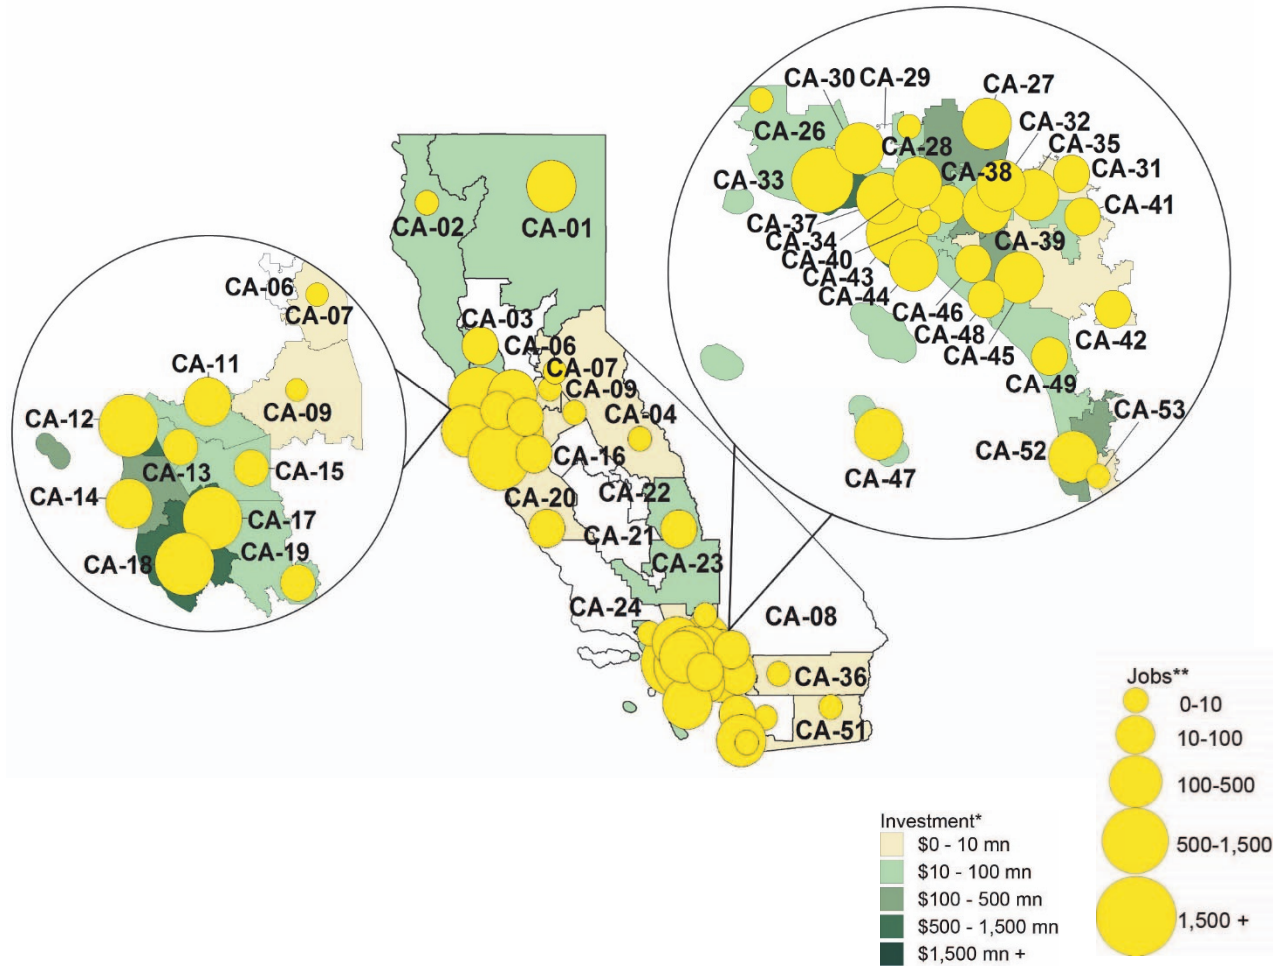 CA-30
CA-29
CA-27
CA-26
CA-28
CA-32
CA-35
CA-33
CA-38
CA-31
CA-41
CA-37
CA-34
CA-40
CA-39
CA-43
CA-44
CA-46
CA-48
CA-45
CA-42
CA-49
CA-53
CA-52
CA-47
CA-02
CA-01
CA-03
CA-06
CA-07
CA-09
CA-04
CA-16
CA-20
CA-22
CA-21
CA-23
CA-24
CA-08
CA-36
CA-51
CA-06
CA-07
CA-11
CA-09
CA-12
CA-13
CA-15
CA-14
CA-17
CA-18
CA-19
Jobs**
0-10
10-100
100-500
500-1,500
1,500 +
Investment*
$0 - 10 mn
$10 - 100 mn
$100 - 500 mn
$500 - 1,500 mn
$1,500 mn +